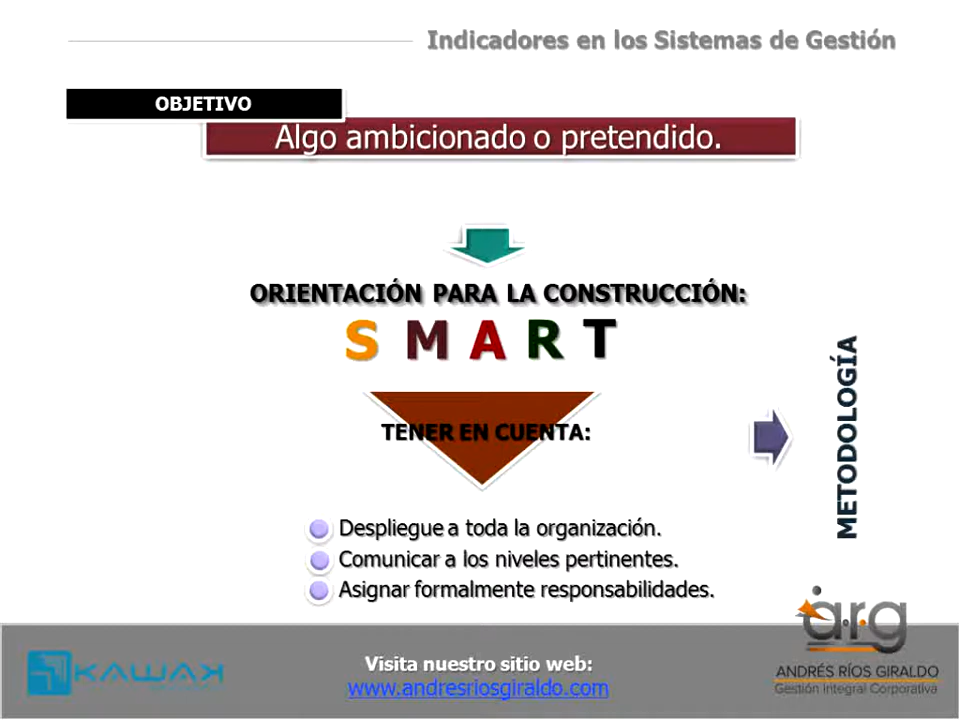 Indicadores en los Sistemas de Gestión
OBJETIVO
Algo ambicionado o pretendido.
ORIENTACIÓN PARA LA CONSTRUCCIÓN:
S M A R T
TENER EN CUENTA:
METODOLOGÍA
Despliegue a toda la organización.
Comunicar a los niveles pertinentes.
Asignar formalmente responsabilidades.
a.r.g
KAWAK
Visita nuestro sitio web:
www.andresriosgiraldo.com
ANDRÉS RÍOS GIRALDO
Gestión Integral Corporativa